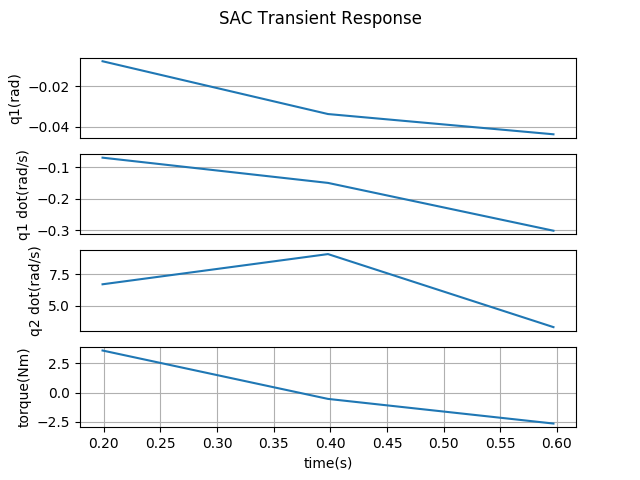 SAC Transient Response
q1(rad)
−0.02
−0.04
q1 dot(rad/s)
−0.1
−0.2
−0.3
q2 dot(rad/s)
7.5
5.0
torque(Nm)
2.5
0.0
−2.5
0.20 0.25 0.30 0.35 0.40 0.45 0.50 0.55 0.60
time(s)